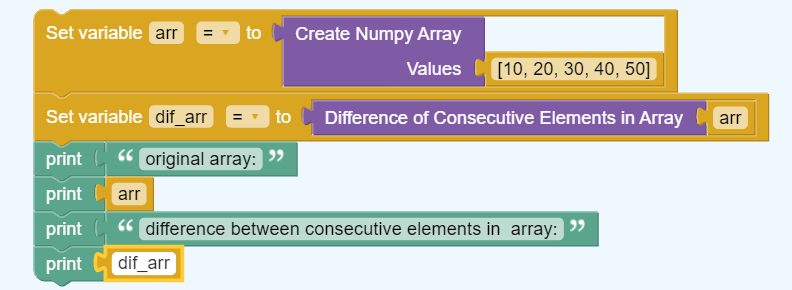 Set variable arr = to Create Numpy Array
Values [10, 20, 30, 40, 50]
Set variable dif_arr = to Difference of Consecutive Elements in Array arr
print “ original array: ”
print arr
print “ difference between consecutive elements in  array: ”
print dif_arr